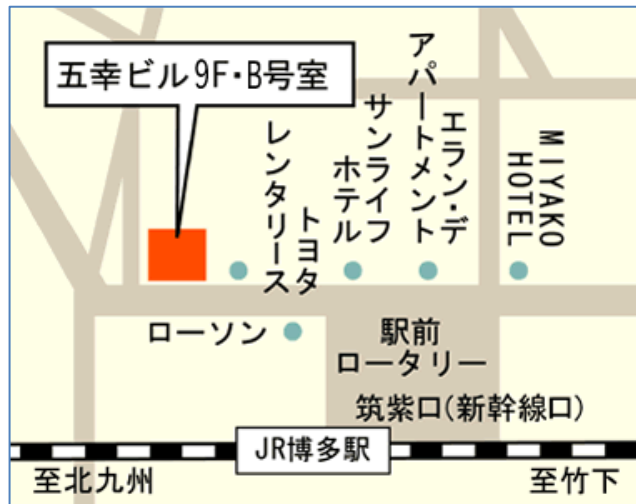 五幸ビル9F・B号室
トヨタ
レンタリース
サンライフ
ホテル
エラン・デ
アパートメント
MIYAKO
HOTEL
ローソン
駅前
ロータリー
筑紫口(新幹線口)
JR博多駅
至北九州
至竹下